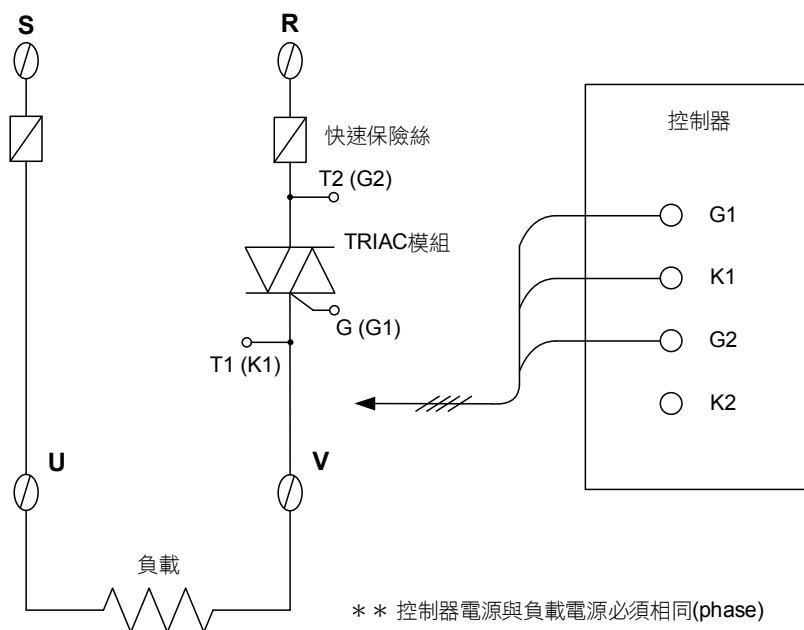 S
R
快速保險絲
T2 (G2)
TRIAC模組
G (G1)
T1 (K1)
U
V
負載
控制器
G1
K1
G2
K2
** 控制器電源與負載電源必須相同(phase)